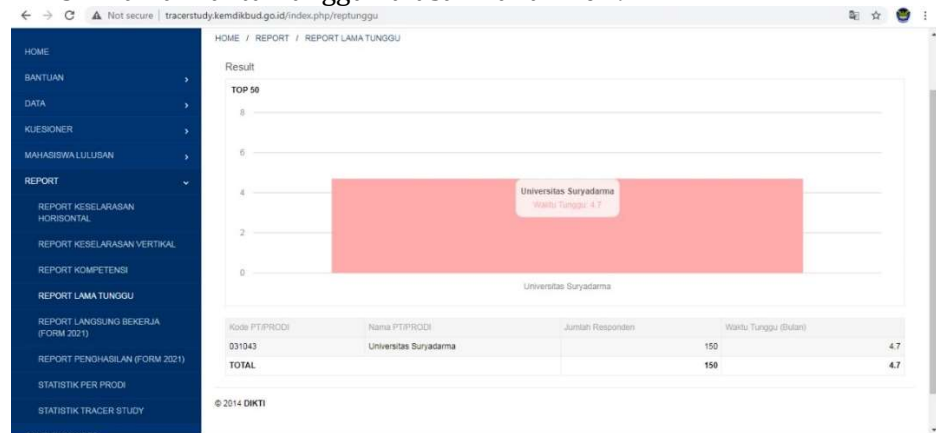 Not secure | tracerstudy.kemdikbud.go.id/index.php/reptunggu
HOME / REPORT / REPORT LAMA TUNGGU
HOME
BANTUAN
DATA
KUESIONER
MAHASISWA LULUSAN
REPORT
REPORT KESELARASAN
HORISONTAL
REPORT KESELARASAN VERTIKAL
REPORT KOMPETENSI
REPORT LAMA TUNGGU
REPORT LANGSUNG BEKERJA
(FORM 2021)
REPORT PENGHASILAN (FORM 2021)
STATISTIK PER PRODI
STATISTIK TRACER STUDY
Result
TOP 50
8
6
4
2
0
Universitas Suryadarma
Waktu Tunggu: 4.7
Universitas Suryadarma
Kode PT/PRODI Nama PT/PRODI Jumlah Responden Waktu Tunggu (Bulan)
031043 Universitas Suryadarma 150 4.7
TOTAL 150 4.7
© 2014 DIKTI